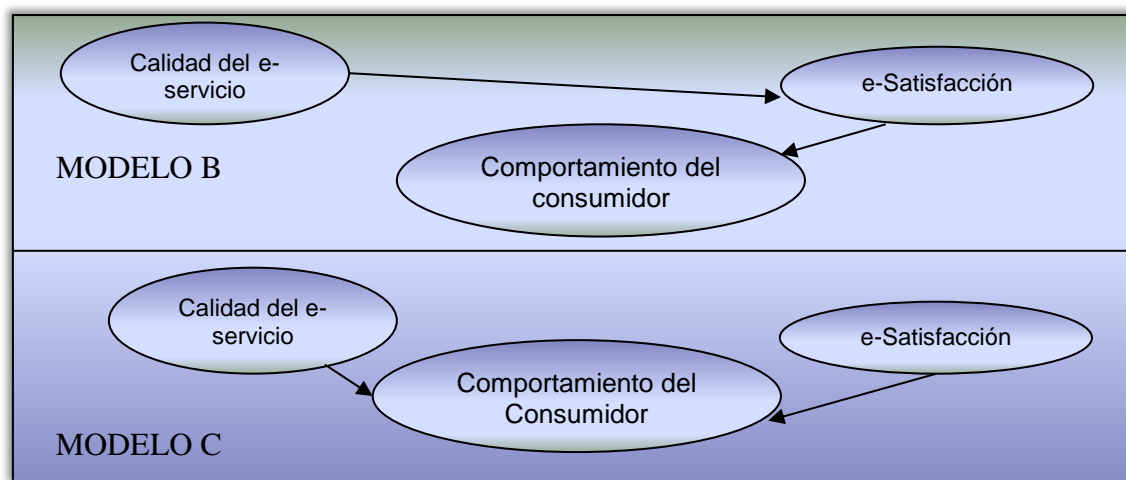 Calidad del e-
servicio
e-Satisfacción
MODELO B
Comportamiento del
consumidor
Calidad del e-
servicio
e-Satisfacción
Comportamiento del
Consumidor
MODELO C